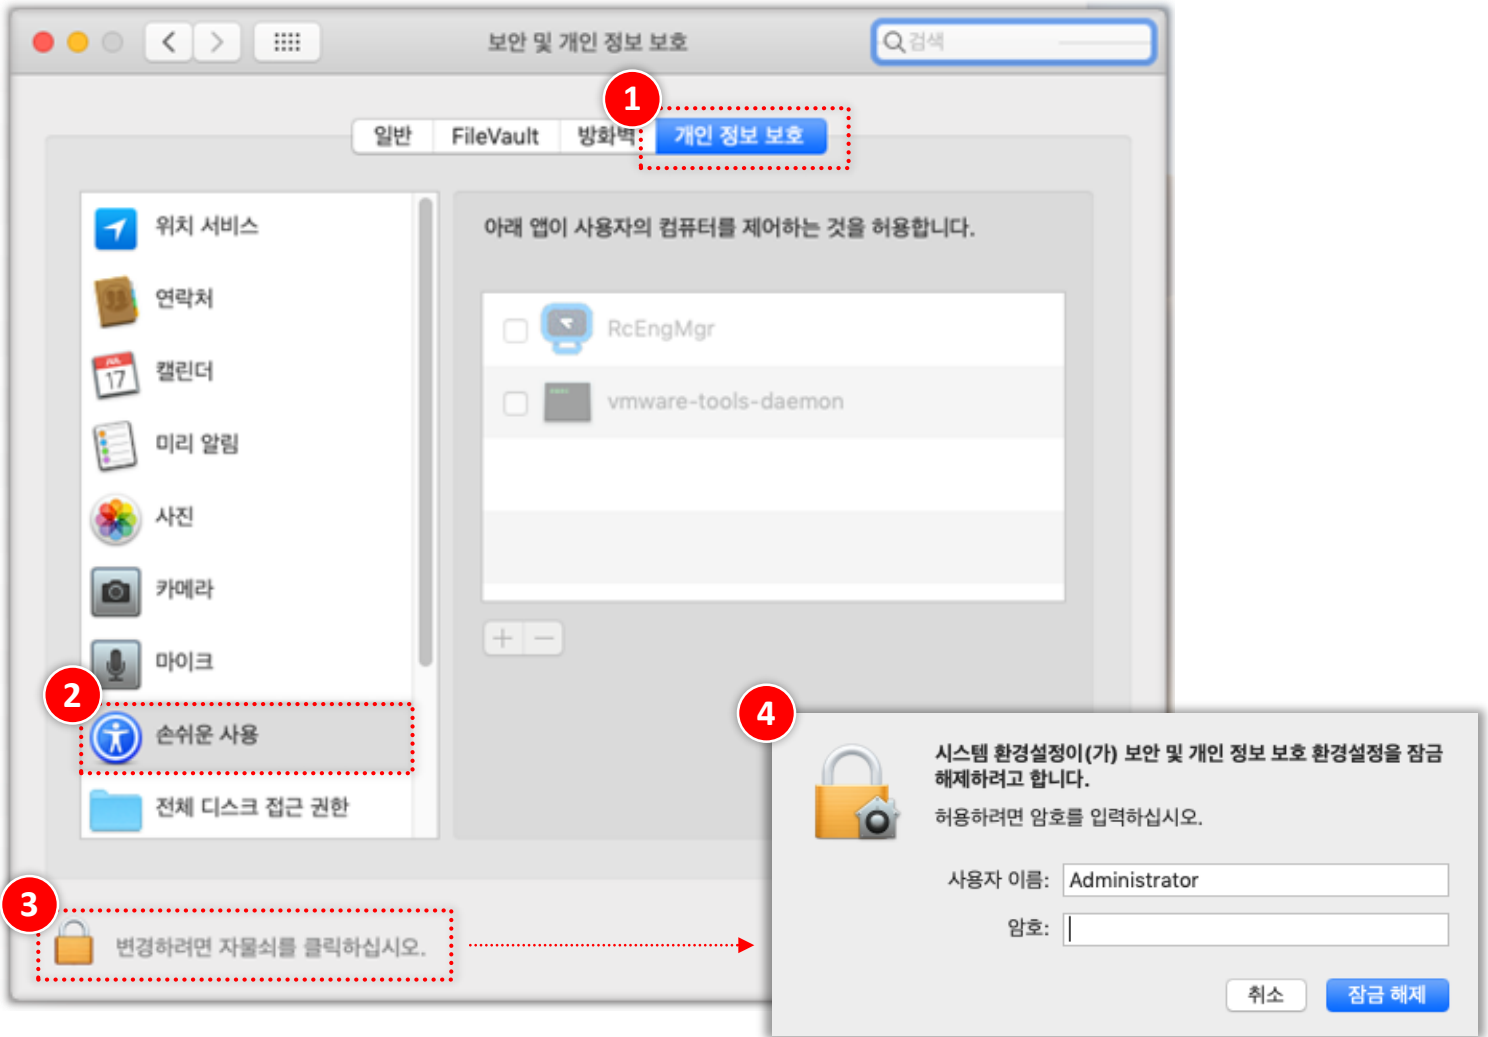 보안 및 개인 정보 보호
검색
1
일반
FileVault
방화벽
개인 정보 보호
위치 서비스
연락처
JUL
17
캘린더
미리 알림
사진
카메라
마이크
2
손쉬운 사용
전체 디스크 접근 권한
아래 앱이 사용자의 컴퓨터를 제어하는 것을 허용합니다.
RcEngMgr
vmware-tools-daemon
+ −
3
변경하려면 자물쇠를 클릭하십시오.
4
시스템 환경설정이(가) 보안 및 개인 정보 보호 환경설정을 잠금
해제하려고 합니다.
허용하려면 암호를 입력하십시오.
사용자 이름: Administrator
암호:
취소
잠금 해제